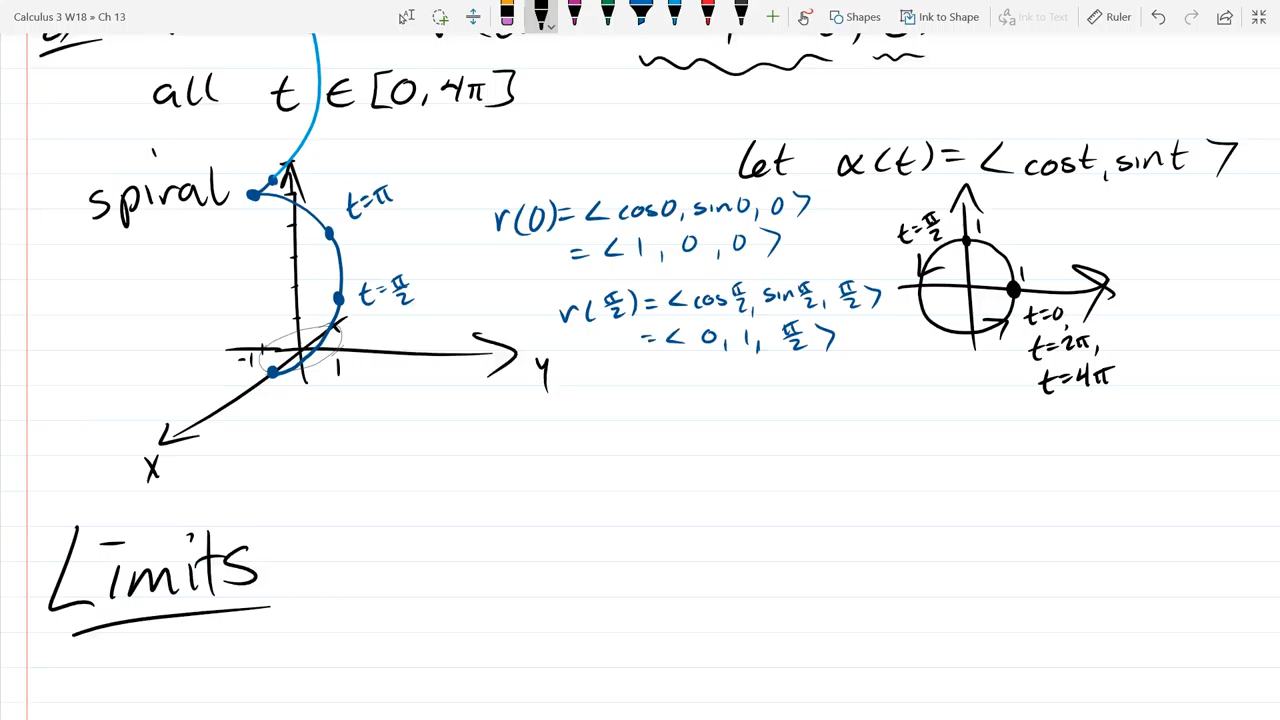 Calculus 3 W18 » Ch 13
Shapes
Ink to Shape
Ink to Text
Ruler
all t ∈ [0, 4π]
spiral
t=π
t=π/2
-1
1
y
x
r(0) = < cos0, sin0, 0 >
= < 1, 0, 0 >
r(π/2) = < cos π/2, sin π/2, π/2 >
= < 0, 1, π/2 >
let α(t) = < cost, sint >
t=π/2
1
1
t=0,
t=2π,
t=4π
Limits